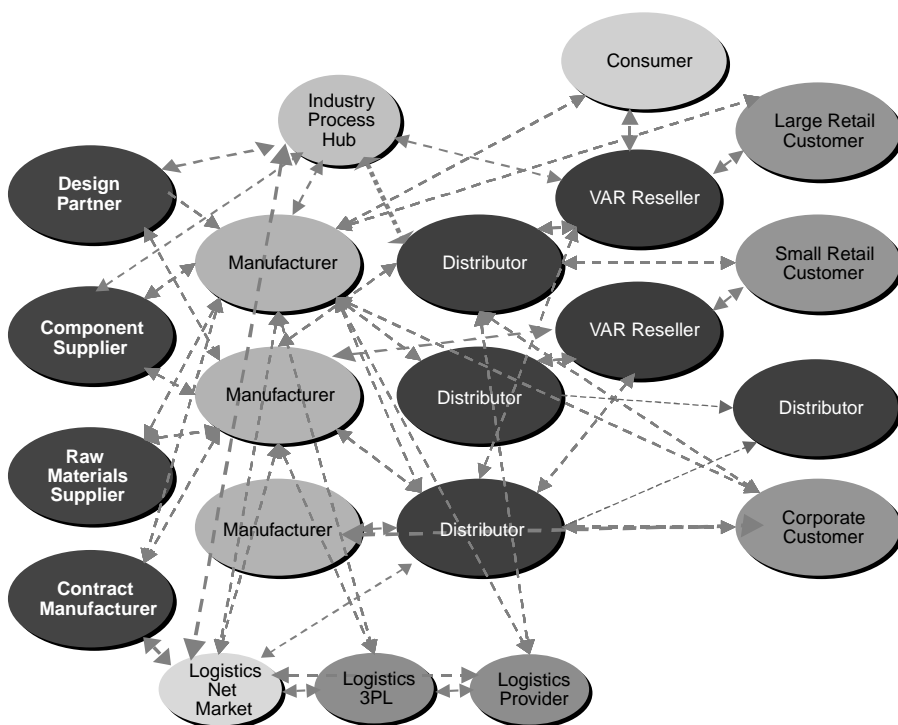 Consumer
Industry
Process
Hub
Large Retail
Customer
Design
Partner
VAR Reseller
Manufacturer
Distributor
Small Retail
Customer
Component
Supplier
VAR Reseller
Manufacturer
Distributor
Distributor
Raw
Materials
Supplier
Manufacturer
Distributor
Corporate
Customer
Contract
Manufacturer
Logistics
Net
Market
Logistics
3PL
Logistics
Provider